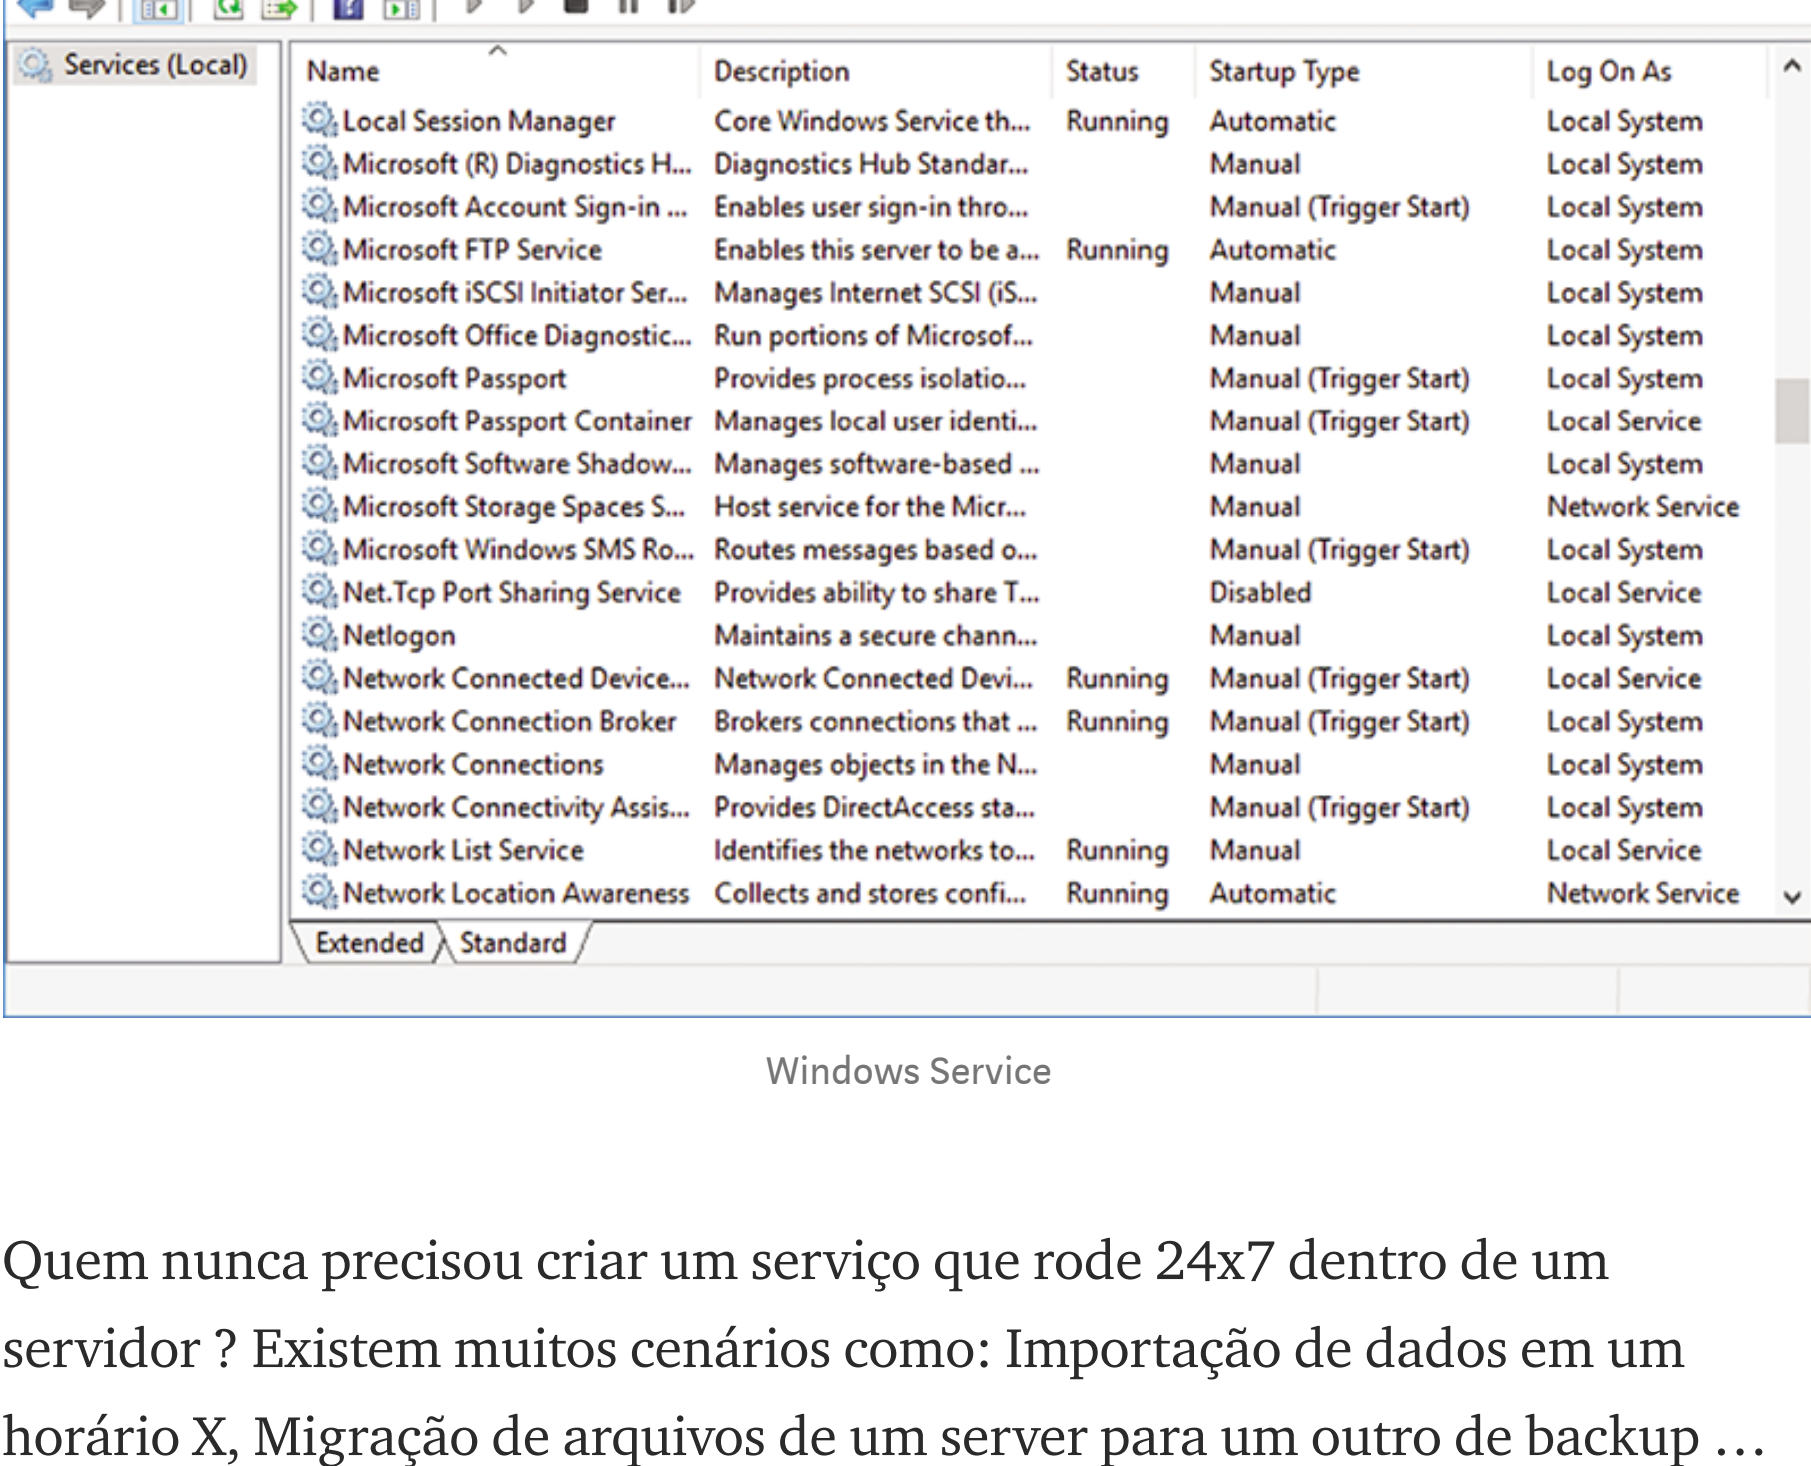 Services (Local)
Name Description Status Startup Type Log On As
Local Session Manager Core Windows Service th... Running Automatic Local System
Microsoft (R) Diagnostics H... Diagnostics Hub Standar... Manual Local System
Microsoft Account Sign-in ... Enables user sign-in thro... Manual (Trigger Start) Local System
Microsoft FTP Service Enables this server to be a... Running Automatic Local System
Microsoft iSCSI Initiator Ser... Manages Internet SCSI (iS... Manual Local System
Microsoft Office Diagnostic... Run portions of Microsof... Manual Local System
Microsoft Passport Provides process isolatio... Manual (Trigger Start) Local System
Microsoft Passport Container Manages local user identi... Manual (Trigger Start) Local Service
Microsoft Software Shadow... Manages software-based ... Manual Local System
Microsoft Storage Spaces S... Host service for the Micr... Manual Network Service
Microsoft Windows SMS Ro... Routes messages based o... Manual (Trigger Start) Local System
Net.Tcp Port Sharing Service Provides ability to share T... Disabled Local Service
Netlogon Maintains a secure chann... Manual Local System
Network Connected Device... Network Connected Devi... Running Manual (Trigger Start) Local Service
Network Connection Broker Brokers connections that ... Running Manual (Trigger Start) Local System
Network Connections Manages objects in the N... Manual Local System
Network Connectivity Assis... Provides DirectAccess sta... Manual (Trigger Start) Local System
Network List Service Identifies the networks to... Running Manual Local Service
Network Location Awareness Collects and stores confi... Running Automatic Network Service
Extended Standard
Windows Service
Quem nunca precisou criar um serviço que rode 24x7 dentro de um
servidor ? Existem muitos cenários como: Importação de dados em um
horário X, Migração de arquivos de um server para um outro de backup …